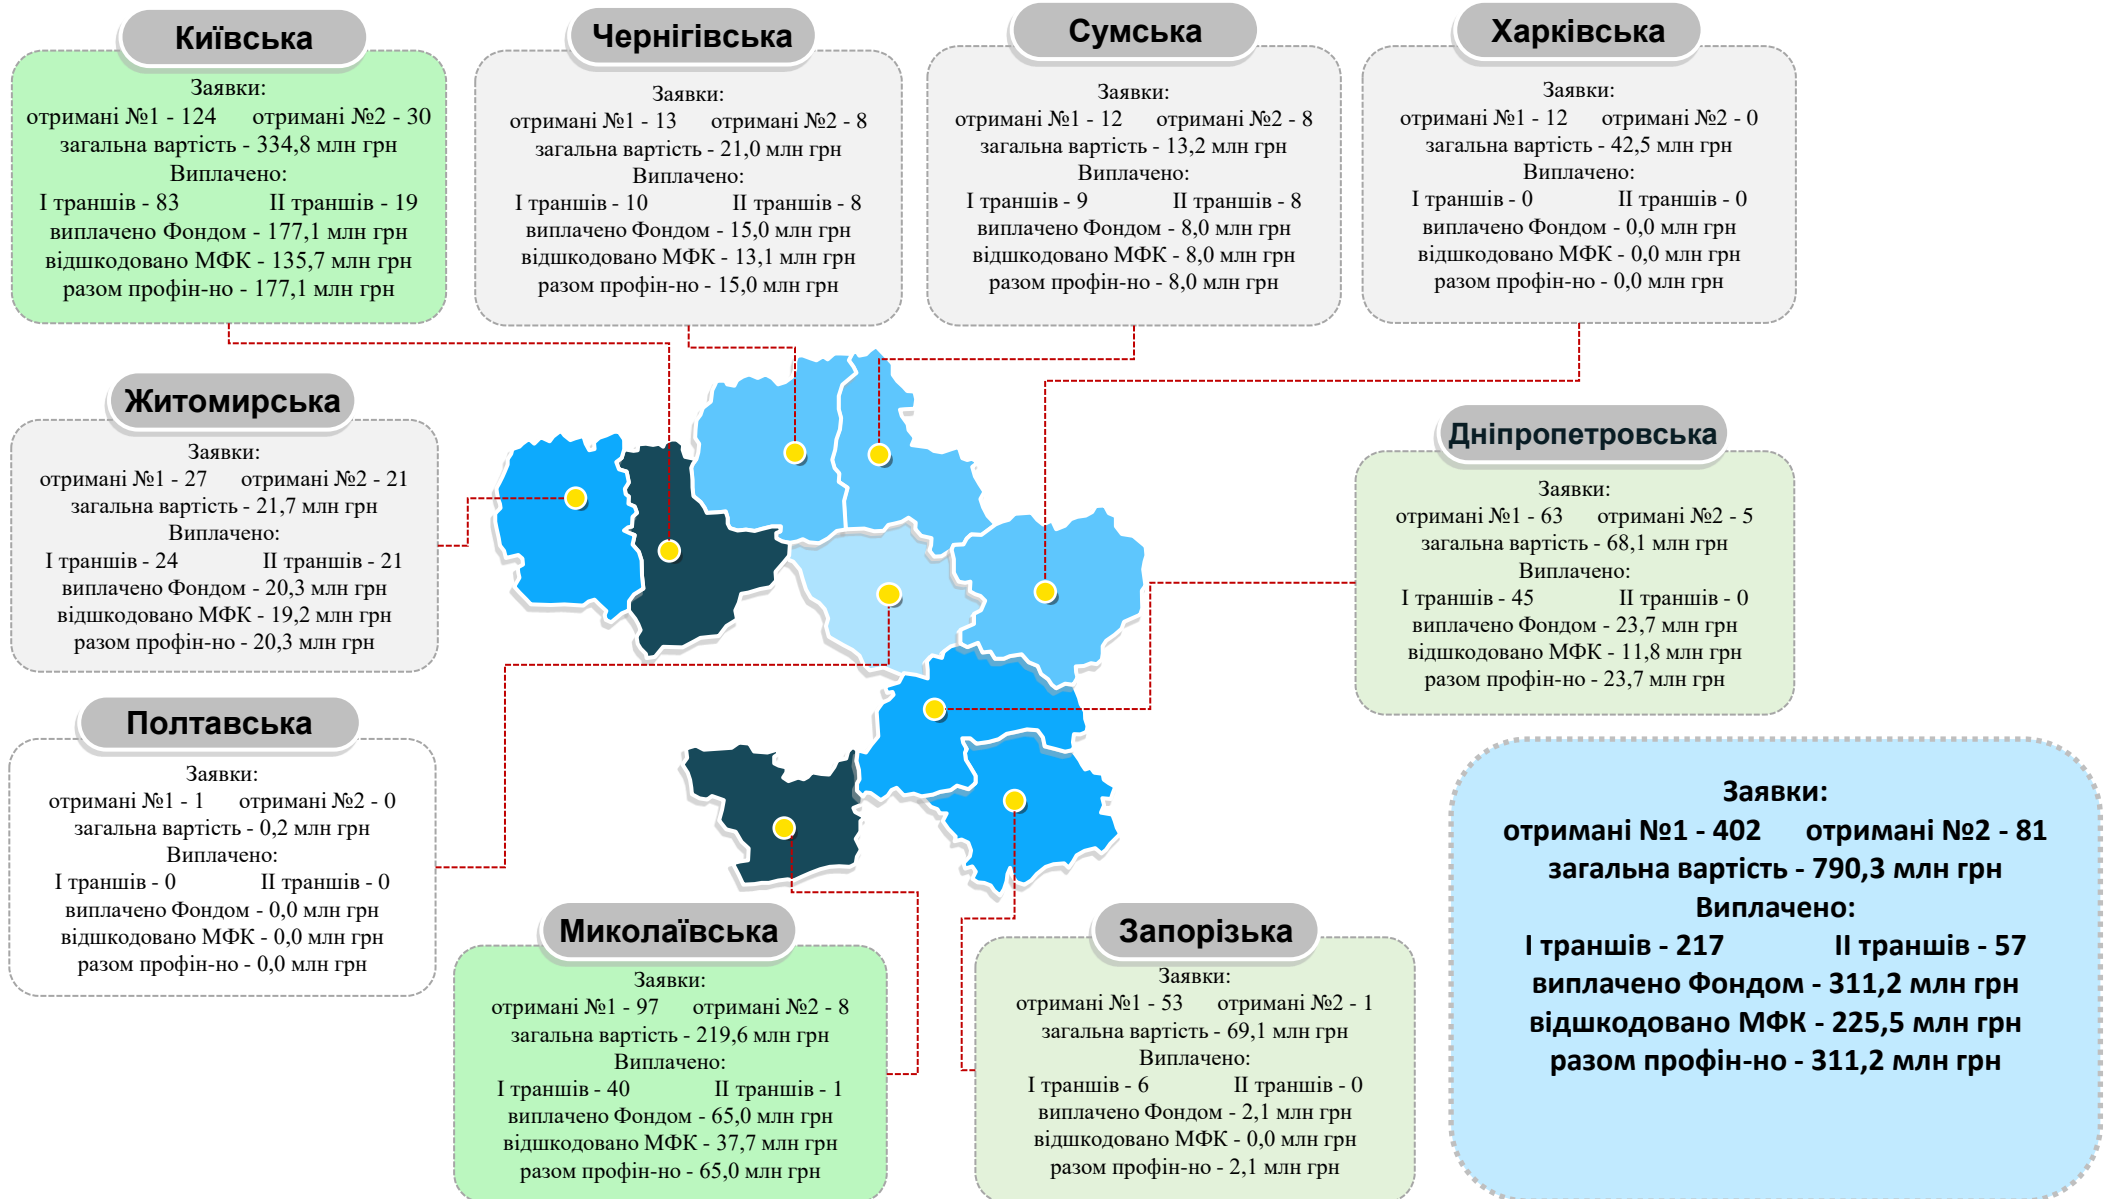 Київська
Заявки:
отримані №1 - 124 отримані №2 - 30
загальна вартість - 334,8 млн грн
Виплачено:
І траншів - 83 ІІ траншів - 19
виплачено Фондом - 177,1 млн грн
відшкодовано МФК - 135,7 млн грн
разом профін-но - 177,1 млн грн
Чернігівська
Заявки:
отримані №1 - 13 отримані №2 - 8
загальна вартість - 21,0 млн грн
Виплачено:
І траншів - 10 ІІ траншів - 8
виплачено Фондом - 15,0 млн грн
відшкодовано МФК - 13,1 млн грн
разом профін-но - 15,0 млн грн
Сумська
Заявки:
отримані №1 - 12 отримані №2 - 8
загальна вартість - 13,2 млн грн
Виплачено:
І траншів - 9 ІІ траншів - 8
виплачено Фондом - 8,0 млн грн
відшкодовано МФК - 8,0 млн грн
разом профін-но - 8,0 млн грн
Харківська
Заявки:
отримані №1 - 12 отримані №2 - 0
загальна вартість - 42,5 млн грн
Виплачено:
І траншів - 0 ІІ траншів - 0
виплачено Фондом - 0,0 млн грн
відшкодовано МФК - 0,0 млн грн
разом профін-но - 0,0 млн грн
Житомирська
Заявки:
отримані №1 - 27 отримані №2 - 21
загальна вартість - 21,7 млн грн
Виплачено:
І траншів - 24 ІІ траншів - 21
виплачено Фондом - 20,3 млн грн
відшкодовано МФК - 19,2 млн грн
разом профін-но - 20,3 млн грн
Дніпропетровська
Заявки:
отримані №1 - 63 отримані №2 - 5
загальна вартість - 68,1 млн грн
Виплачено:
І траншів - 45 ІІ траншів - 0
виплачено Фондом - 23,7 млн грн
відшкодовано МФК - 11,8 млн грн
разом профін-но - 23,7 млн грн
Полтавська
Заявки:
отримані №1 - 1 отримані №2 - 0
загальна вартість - 0,2 млн грн
Виплачено:
І траншів - 0 ІІ траншів - 0
виплачено Фондом - 0,0 млн грн
відшкодовано МФК - 0,0 млн грн
разом профін-но - 0,0 млн грн
Миколаївська
Заявки:
отримані №1 - 97 отримані №2 - 8
загальна вартість - 219,6 млн грн
Виплачено:
І траншів - 40 ІІ траншів - 1
виплачено Фондом - 65,0 млн грн
відшкодовано МФК - 37,7 млн грн
разом профін-но - 65,0 млн грн
Запорізька
Заявки:
отримані №1 - 53 отримані №2 - 1
загальна вартість - 69,1 млн грн
Виплачено:
І траншів - 6 ІІ траншів - 0
виплачено Фондом - 2,1 млн грн
відшкодовано МФК - 0,0 млн грн
разом профін-но - 2,1 млн грн
Заявки:
отримані №1 - 402 отримані №2 - 81
загальна вартість - 790,3 млн грн
Виплачено:
І траншів - 217 ІІ траншів - 57
виплачено Фондом - 311,2 млн грн
відшкодовано МФК - 225,5 млн грн
разом профін-но - 311,2 млн грн